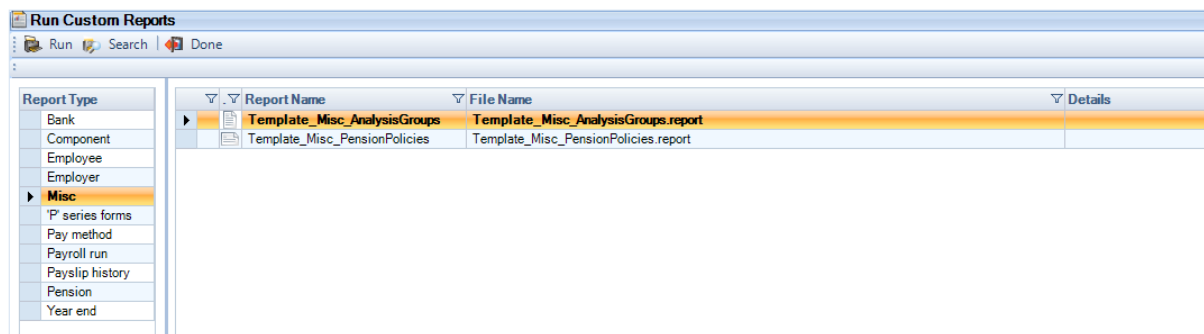 Run Custom Reports
Run Search Done
Report Type
Bank
Component
Employee
Employer
Misc
'P' series forms
Pay method
Payroll run
Payslip history
Pension
Year end
. Report Name File Name Details
Template_Misc_AnalysisGroups Template_Misc_AnalysisGroups.report
Template_Misc_PensionPolicies Template_Misc_PensionPolicies.report